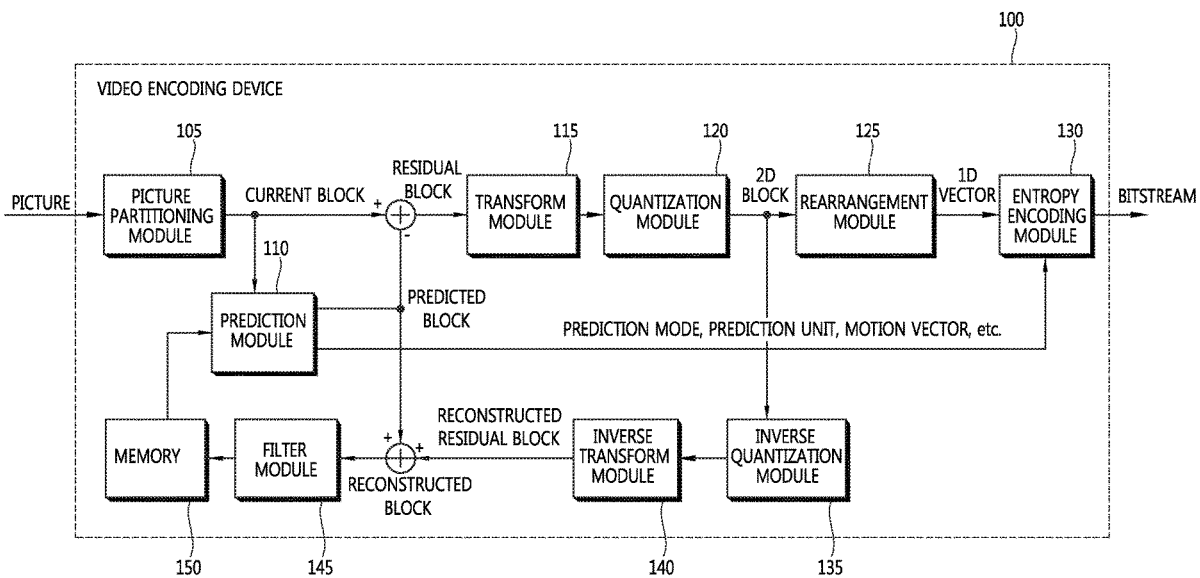 100
VIDEO ENCODING DEVICE
105
115
120
125
130
PICTURE
PICTURE
PARTITIONING
MODULE
CURRENT BLOCK
+
-
RESIDUAL
BLOCK
TRANSFORM
MODULE
QUANTIZATION
MODULE
2D
BLOCK
REARRANGEMENT
MODULE
1D
VECTOR
ENTROPY
ENCODING
MODULE
BITSTREAM
110
PREDICTION
MODULE
PREDICTED
BLOCK
PREDICTION MODE, PREDICTION UNIT, MOTION VECTOR, etc.
MEMORY
FILTER
MODULE
+
+
RECONSTRUCTED
BLOCK
RECONSTRUCTED
RESIDUAL BLOCK
INVERSE
TRANSFORM
MODULE
INVERSE
QUANTIZATION
MODULE
150
145
140
135